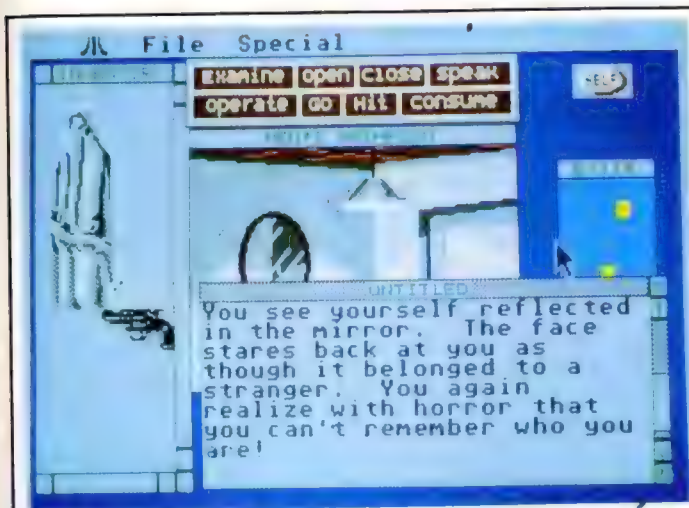 File Special
Examine Open Close Speak
Operate Go Hit Consume
HELP
UNTITLED
You see yourself reflected
in the mirror. The face
stares back at you as
though it belonged to a
stranger. You again
realize with horror that
you can't remember who you
are!